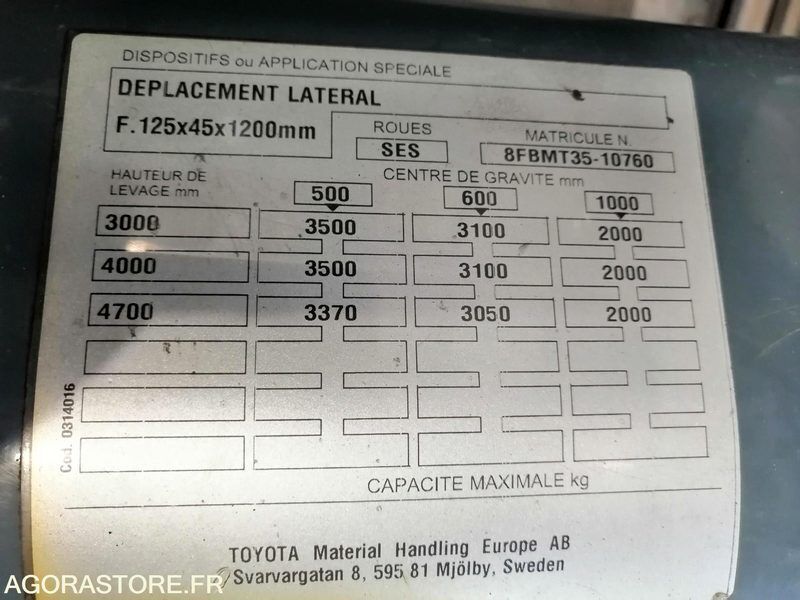 DISPOSITIFS ou APPLICATION SPECIALE
DEPLACEMENT LATERAL
F.125x45x1200mm
ROUES
SES
MATRICULE N.
8FBMT35-10760
HAUTEUR DE
LEVAGE mm
CENTRE DE GRAVITE mm
500 600 1000
3000 3500 3100 2000
4000 3500 3100 2000
4700 3370 3050 2000
Cod. 0314016
CAPACITE MAXIMALE kg
TOYOTA Material Handling Europe AB
Svarvargatan 8, 595 81 Mjölby, Sweden
AGORASTORE.FR